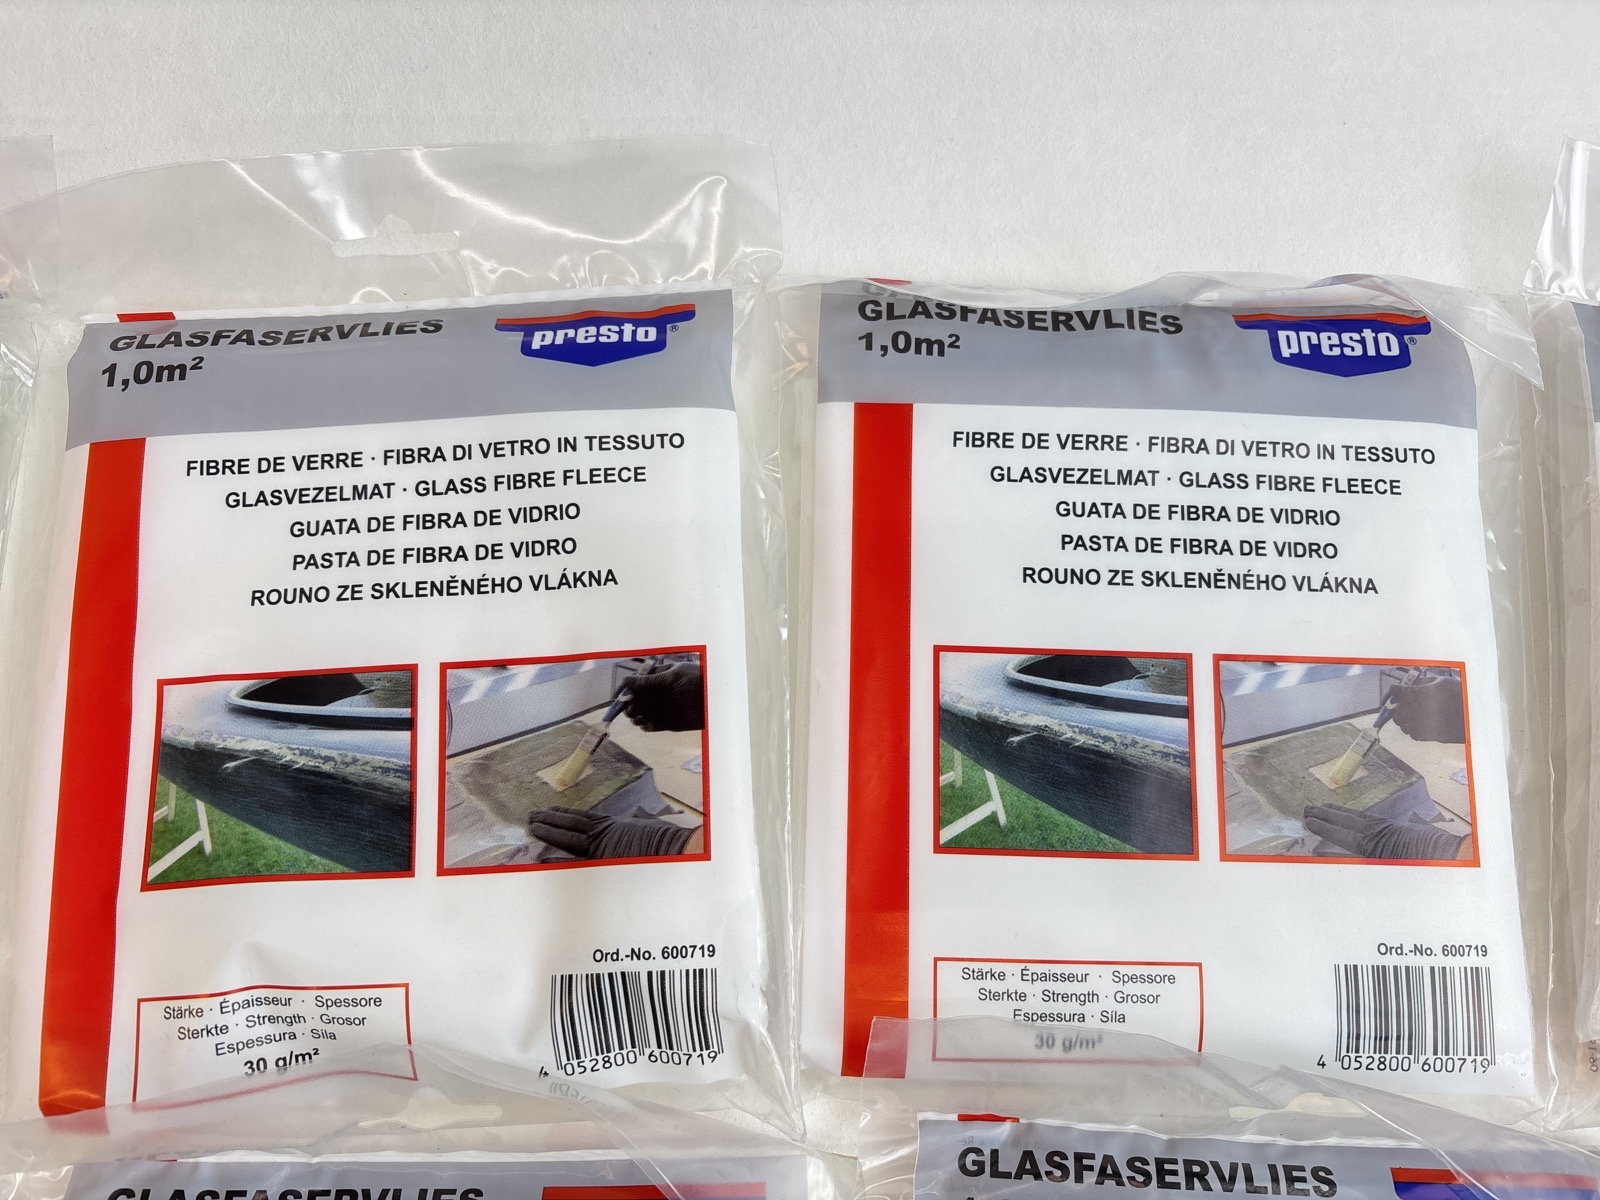 GLASFASERVLIES
1,0m²
presto®
FIBRE DE VERRE · FIBRA DI VETRO IN TESSUTO
GLASVEZELMAT · GLASS FIBRE FLEECE
GUATA DE FIBRA DE VIDRIO
PASTA DE FIBRA DE VIDRO
ROUNO ZE SKLENĚNÉHO VLÁKNA
Ord.-No. 600719
Stärke · Épaisseur · Spessore
Sterkte · Strength · Grosor
Espessura · Síla
30 g/m²
4 052800 600719
GLASFASERVLIES
1,0m²
presto®
FIBRE DE VERRE · FIBRA DI VETRO IN TESSUTO
GLASVEZELMAT · GLASS FIBRE FLEECE
GUATA DE FIBRA DE VIDRIO
PASTA DE FIBRA DE VIDRO
ROUNO ZE SKLENĚNÉHO VLÁKNA
Ord.-No. 600719
Stärke · Épaisseur · Spessore
Sterkte · Strength · Grosor
Espessura · Síla
30 g/m²
4 052800 600719
GLASFASERVLIES
GLASFASERVLIES